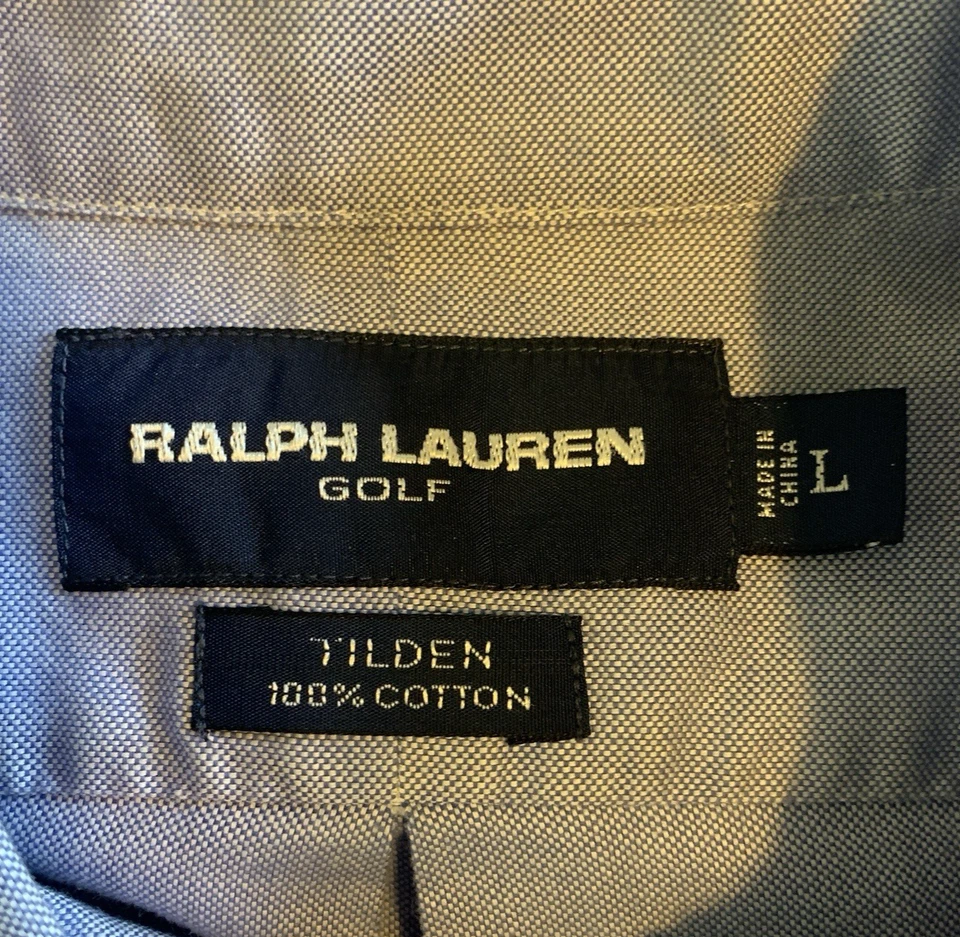 RALPH LAUREN
GOLF
MADE IN
CHINA
L
TILDEN
100% COTTON